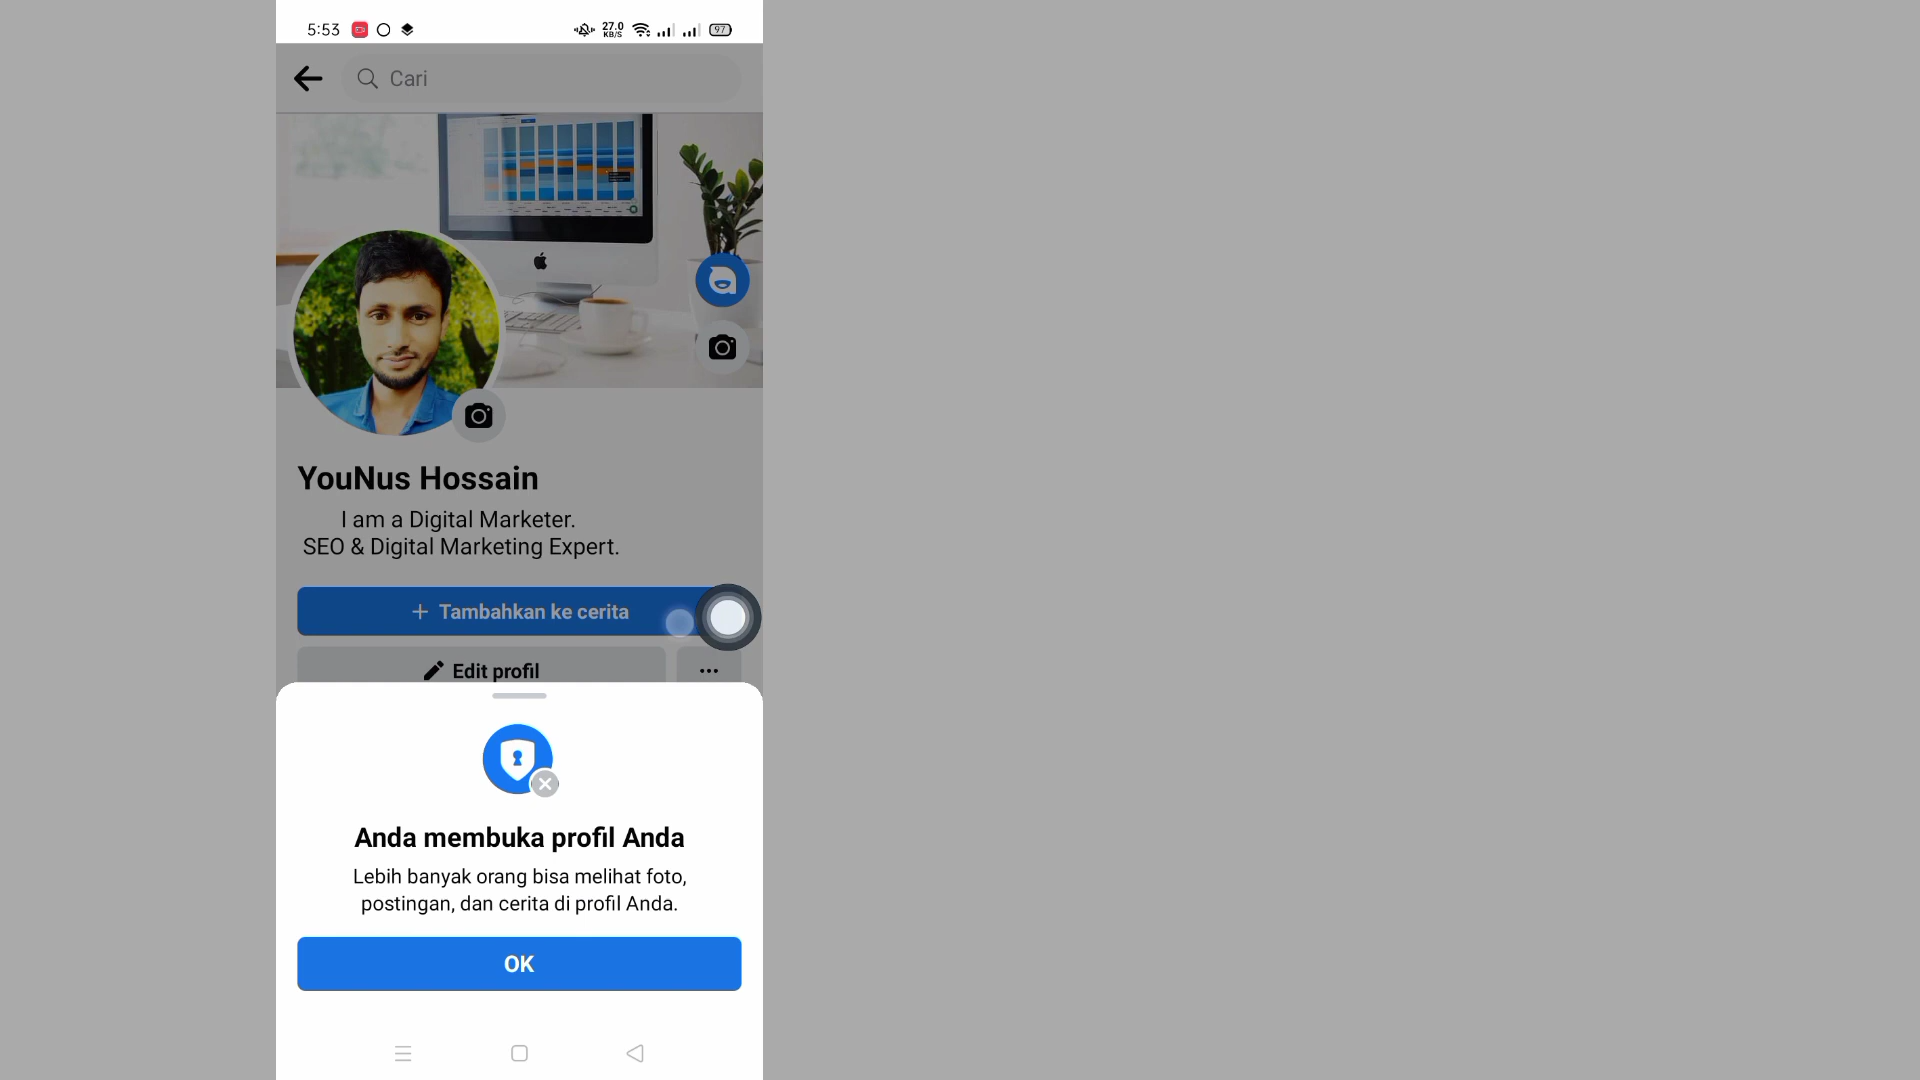 5:53
27.0
KB/S
97
Cari
YouNus Hossain
I am a Digital Marketer.
SEO & Digital Marketing Expert.
+ Tambahkan ke cerita
Edit profil
Anda membuka profil Anda
Lebih banyak orang bisa melihat foto,
postingan, dan cerita di profil Anda.
OK